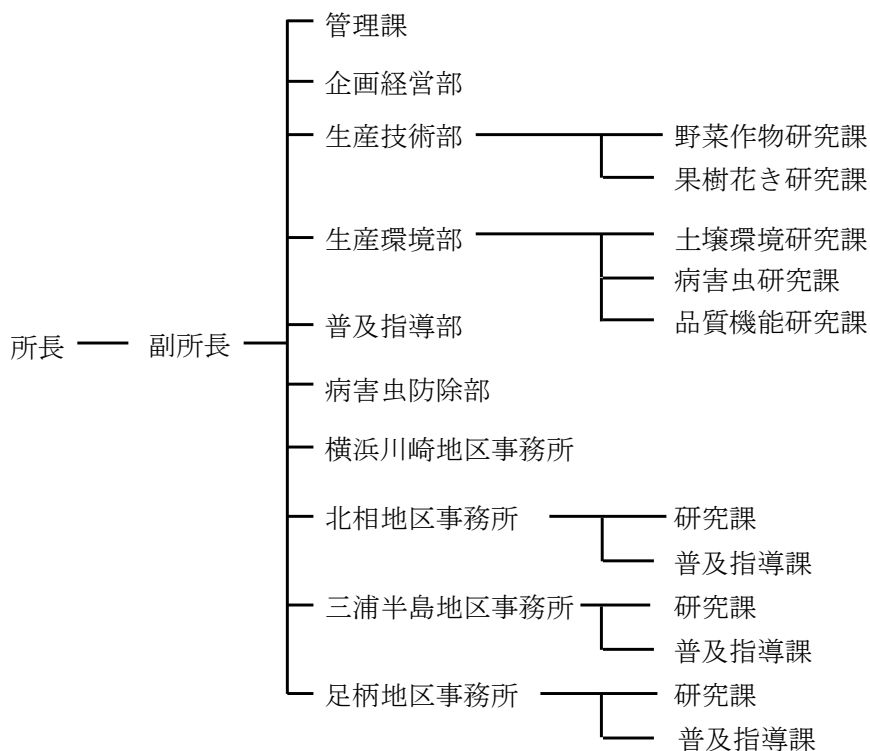 管理課
企画経営部
生産技術部 野菜作物研究課
果樹花き研究課
生産環境部 土壌環境研究課
病害虫研究課
品質機能研究課
普及指導部
所長 副所長
病害虫防除部
横浜川崎地区事務所
北相地区事務所 研究課
普及指導課
三浦半島地区事務所 研究課
普及指導課
足柄地区事務所 研究課
普及指導課